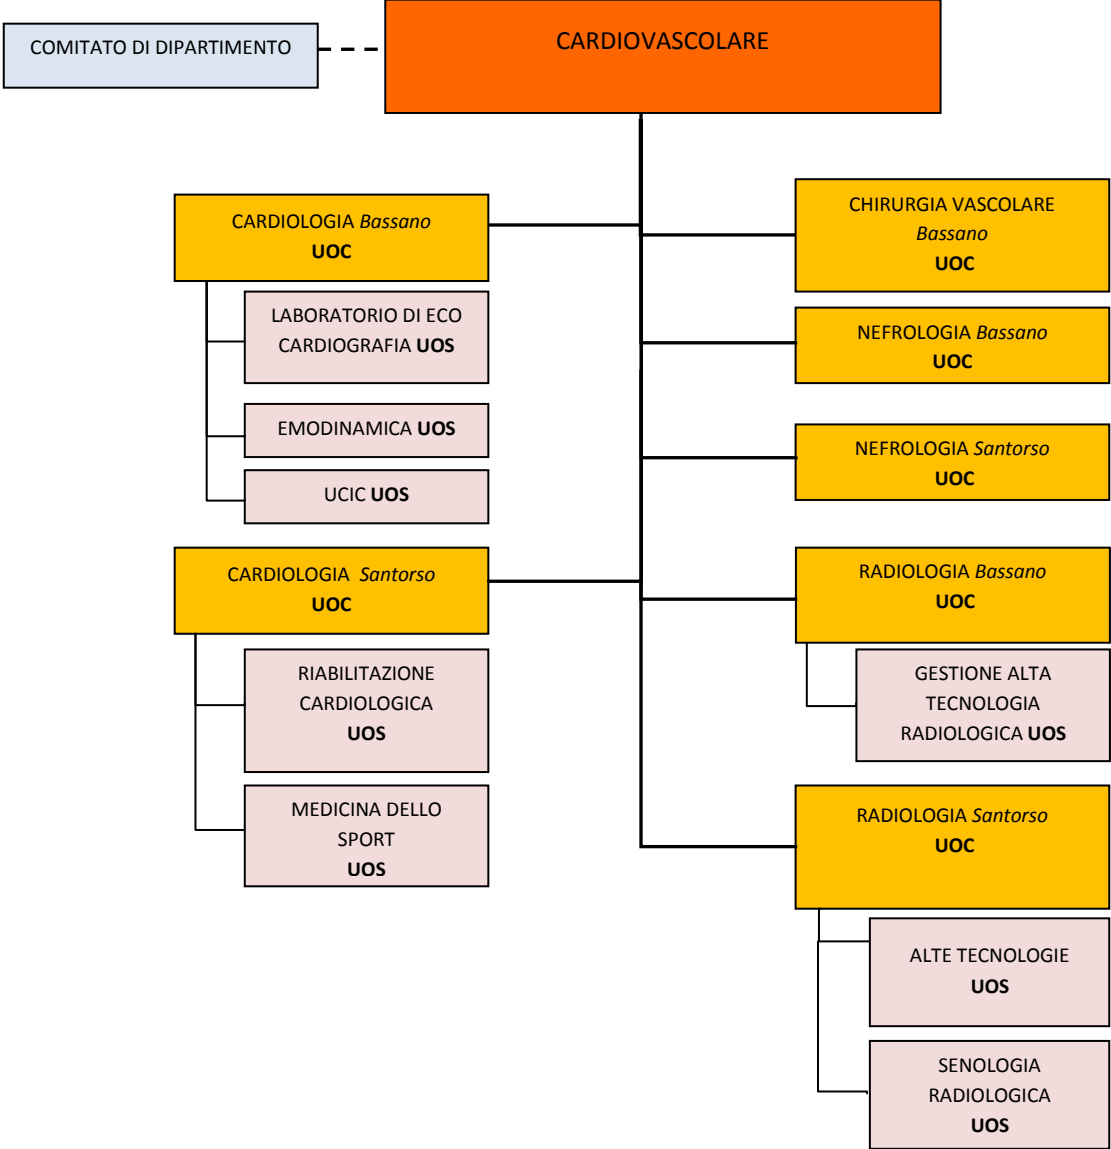 COMITATO DI DIPARTIMENTO
CARDIOVASCOLARE
CARDIOLOGIA Bassano
UOC
LABORATORIO DI ECO
CARDIOGRAFIA UOS
EMODINAMICA UOS
UCIC UOS
CARDIOLOGIA Santorso
UOC
RIABILITAZIONE
CARDIOLOGICA
UOS
MEDICINA DELLO
SPORT
UOS
CHIRURGIA VASCOLARE
Bassano
UOC
NEFROLOGIA Bassano
UOC
NEFROLOGIA Santorso
UOC
RADIOLOGIA Bassano
UOC
GESTIONE ALTA
TECNOLOGIA
RADIOLOGICA UOS
RADIOLOGIA Santorso
UOC
ALTE TECNOLOGIE
UOS
SENOLOGIA
RADIOLOGICA
UOS